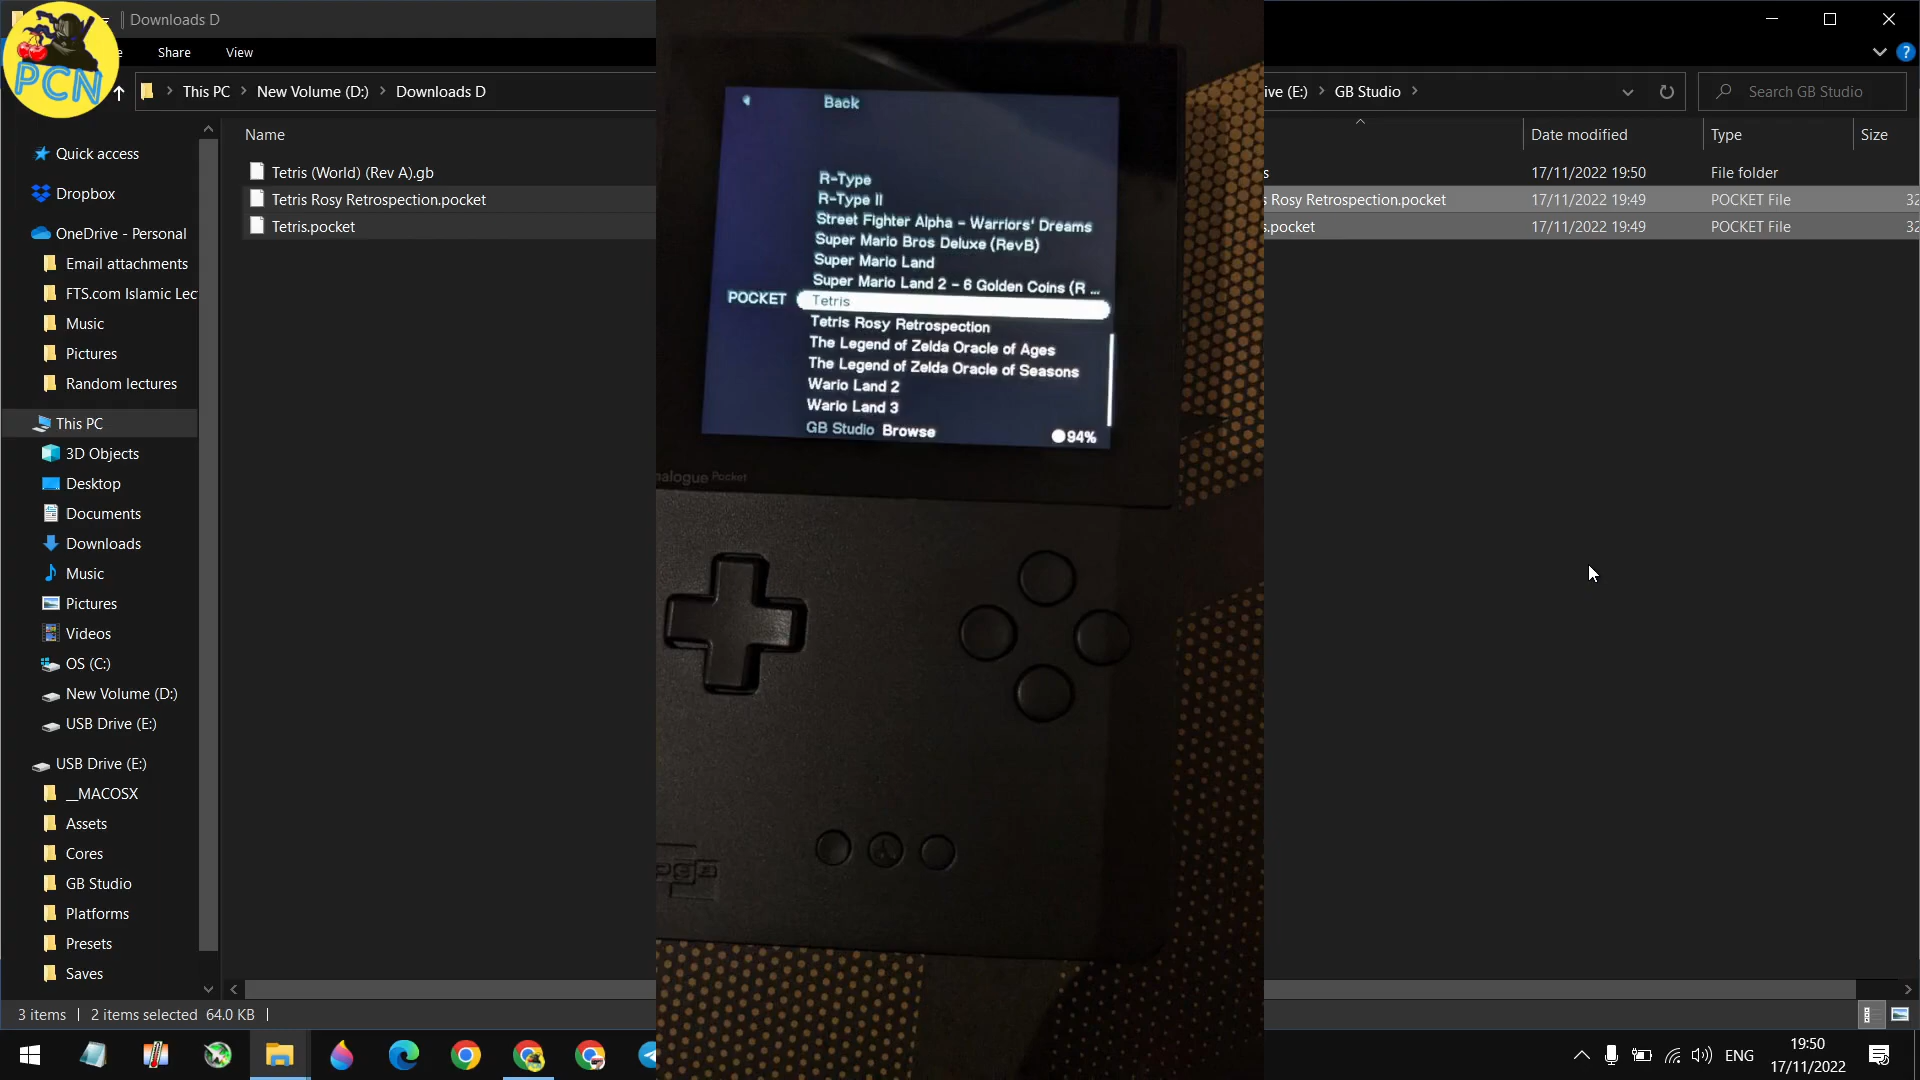 PCN
Downloads D
Share
View
This PC
New Volume (D:)
Downloads D
Name
Tetris (World) (Rev A).gb
Tetris Rosy Retrospection.pocket
Tetris.pocket
Quick access
Dropbox
OneDrive - Personal
Email attachments
FTS.com Islamic Lec
Music
Pictures
Random lectures
This PC
3D Objects
Desktop
Documents
Downloads
Music
Pictures
Videos
OS (C:)
New Volume (D:)
USB Drive (E:)
USB Drive (E:)
__MACOSX
Assets
Cores
GB Studio
Platforms
Presets
Saves
3 items
2 items selected 64.0 KB
Back
R-Type
R-Type II
Street Fighter Alpha - Warriors' Dreams
Super Mario Bros Deluxe (RevB)
Super Mario Land
Super Mario Land 2 - 6 Golden Coins (R ...
POCKET
Tetris
Tetris Rosy Retrospection
The Legend of Zelda Oracle of Ages
The Legend of Zelda Oracle of Seasons
Wario Land 2
Wario Land 3
GB Studio Browse
94%
nalogue Pocket
ive (E:)
GB Studio
Search GB Studio
Date modified
Type
Size
s
17/11/2022 19:50
File folder
s Rosy Retrospection.pocket
17/11/2022 19:49
POCKET File
32
s.pocket
17/11/2022 19:49
POCKET File
32
ENG
19:50
17/11/2022